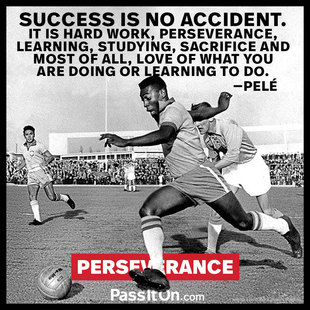 SUCCESS IS NO ACCIDENT.
IT IS HARD WORK, PERSEVERANCE,
LEARNING, STUDYING, SACRIFICE AND
MOST OF ALL, LOVE OF WHAT YOU
ARE DOING OR LEARNING TO DO.
—PELÉ
PERSEVERANCE
PassItOn.com